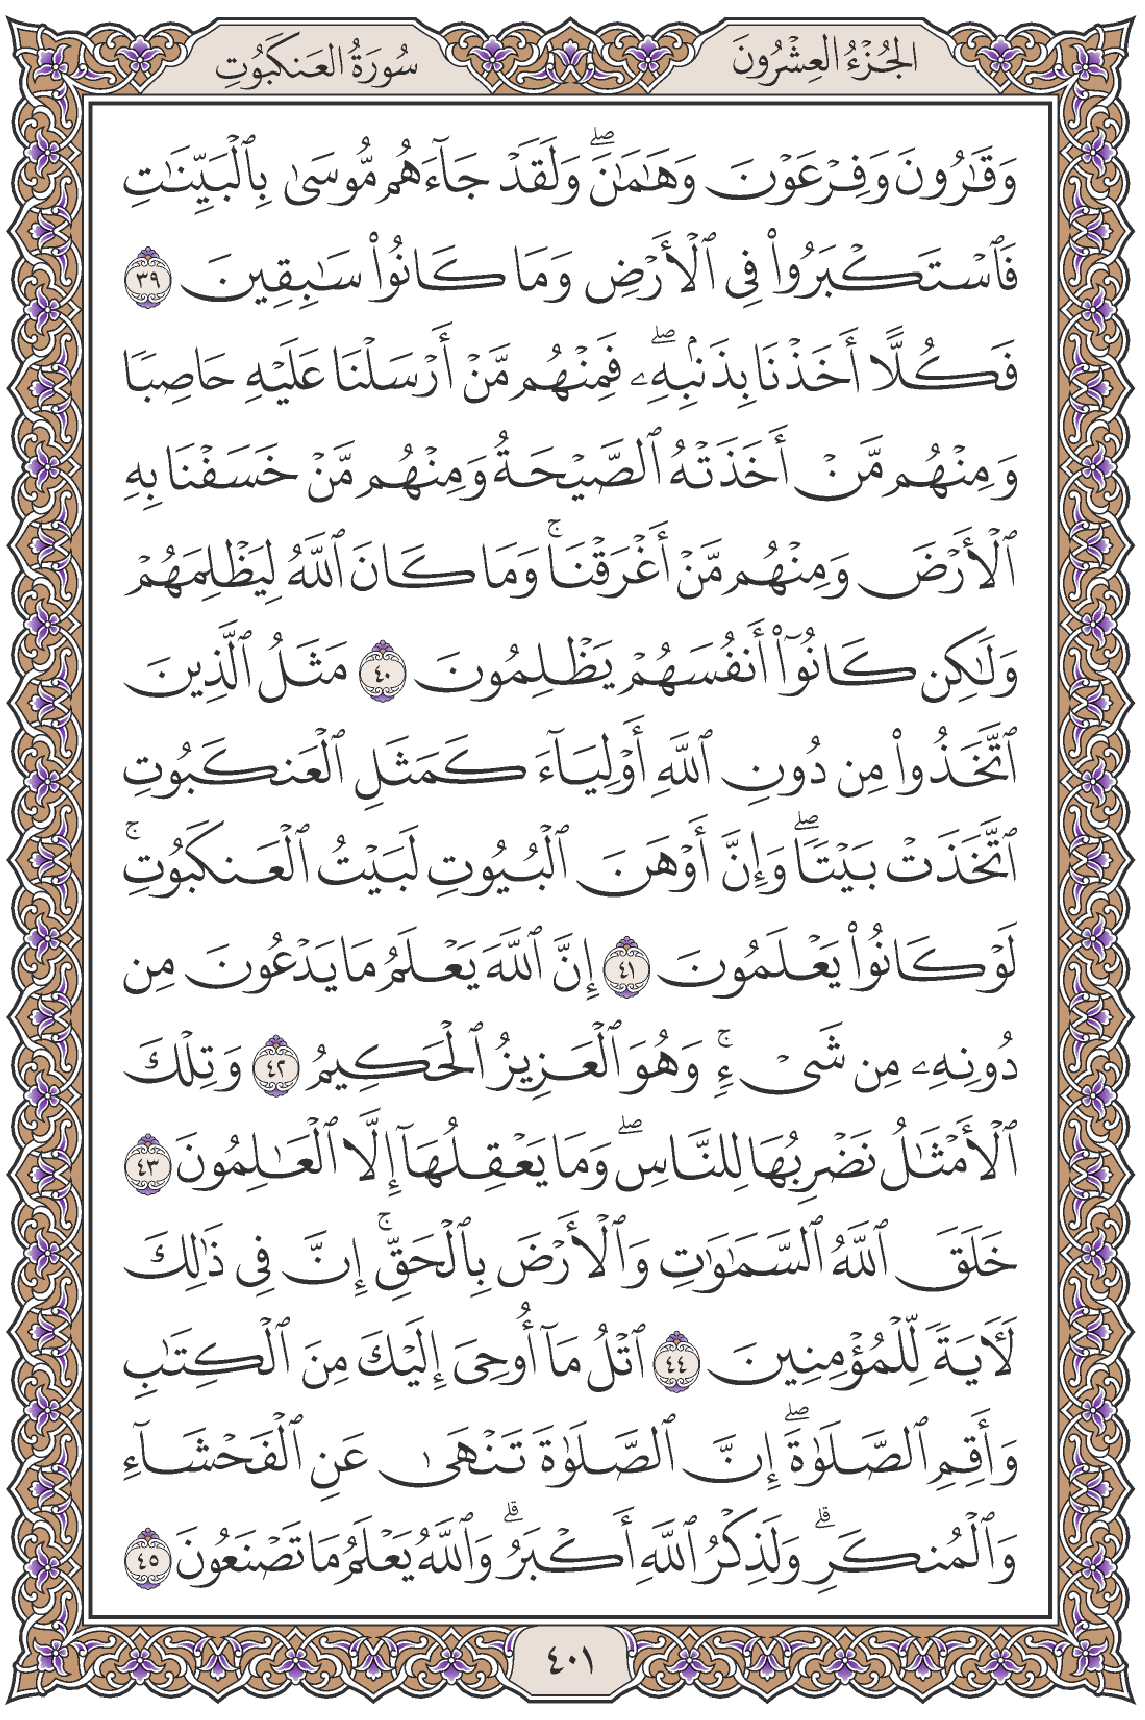 الجُزْءُ العِشْرُونَ
سُورَةُ العَنكَبُوتِ
وَقَٰرُونَ وَفِرْعَوْنَ وَهَٰمَٰنَۖ وَلَقَدْ جَآءَهُم مُّوسَىٰ بِٱلْبَيِّنَٰتِ
فَٱسْتَكْبَرُوا۟ فِى ٱلْأَرْضِ وَمَا كَانُوا۟ سَٰبِقِينَ ٣٩
فَكُلًّا أَخَذْنَا بِذَنۢبِهِۦۖ فَمِنْهُم مَّنْ أَرْسَلْنَا عَلَيْهِ حَاصِبًا
وَمِنْهُم مَّنْ أَخَذَتْهُ ٱلصَّيْحَةُ وَمِنْهُم مَّنْ خَسَفْنَا بِهِ
ٱلْأَرْضَ وَمِنْهُم مَّنْ أَغْرَقْنَاۚ وَمَا كَانَ ٱللَّهُ لِيَظْلِمَهُمْ
وَلَٰكِن كَانُوٓا۟ أَنفُسَهُمْ يَظْلِمُونَ ٤٠ مَثَلُ ٱلَّذِينَ
ٱتَّخَذُوا۟ مِن دُونِ ٱللَّهِ أَوْلِيَآءَ كَمَثَلِ ٱلْعَنكَبُوتِ
ٱتَّخَذَتْ بَيْتًاۖ وَإِنَّ أَوْهَنَ ٱلْبُيُوتِ لَبَيْتُ ٱلْعَنكَبُوتِۚ
لَوْ كَانُوا۟ يَعْلَمُونَ ٤١ إِنَّ ٱللَّهَ يَعْلَمُ مَا يَدْعُونَ مِن
دُونِهِۦ مِن شَىْءٍۚ وَهُوَ ٱلْعَزِيزُ ٱلْحَكِيمُ ٤٢ وَتِلْكَ
ٱلْأَمْثَٰلُ نَضْرِبُهَا لِلنَّاسِۖ وَمَا يَعْقِلُهَآ إِلَّا ٱلْعَٰلِمُونَ ٤٣
خَلَقَ ٱللَّهُ ٱلسَّمَٰوَٰتِ وَٱلْأَرْضَ بِٱلْحَقِّۚ إِنَّ فِى ذَٰلِكَ
لَءَايَةً لِّلْمُؤْمِنِينَ ٤٤ ٱتْلُ مَآ أُوحِىَ إِلَيْكَ مِنَ ٱلْكِتَٰبِ
وَأَقِمِ ٱلصَّلَوٰةَۖ إِنَّ ٱلصَّلَوٰةَ تَنْهَىٰ عَنِ ٱلْفَحْشَآءِ
وَٱلْمُنكَرِۗ وَلَذِكْرُ ٱللَّهِ أَكْبَرُۗ وَٱللَّهُ يَعْلَمُ مَا تَصْنَعُونَ ٤٥
٤٠١